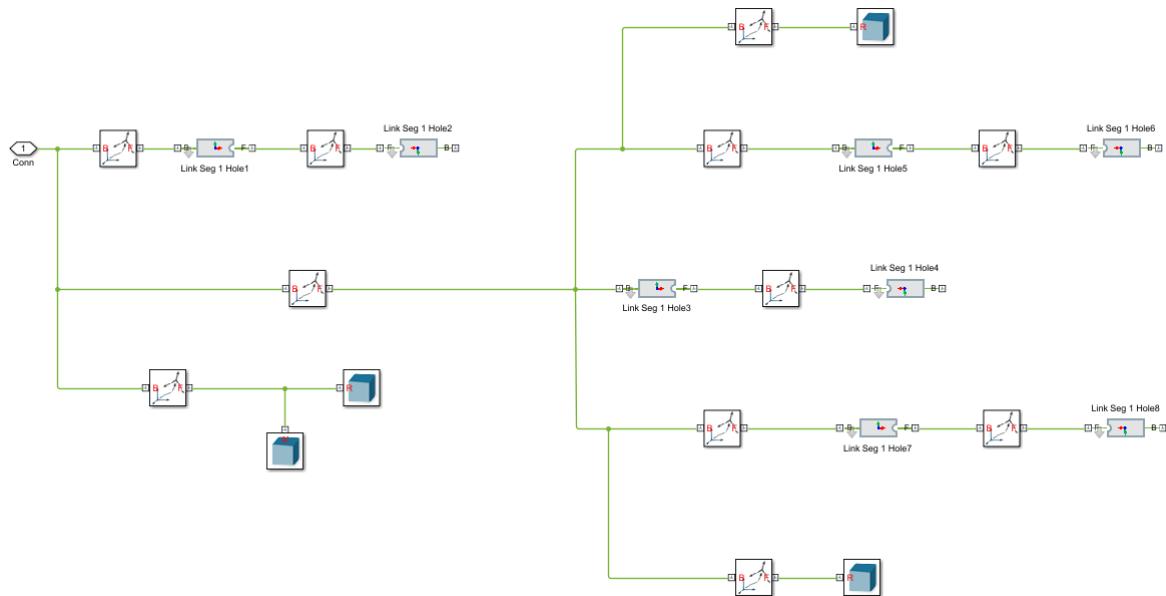 B F R
Link Seg 1 Hole2
Link Seg 1 Hole6
1 B F B F B F F B B F B F B F F B
Conn
Link Seg 1 Hole1
Link Seg 1 Hole5
Link Seg 1 Hole4
B F B F B F F B
Link Seg 1 Hole3
B F R
Link Seg 1 Hole8
B F B F B F F B
Link Seg 1 Hole7
B F R